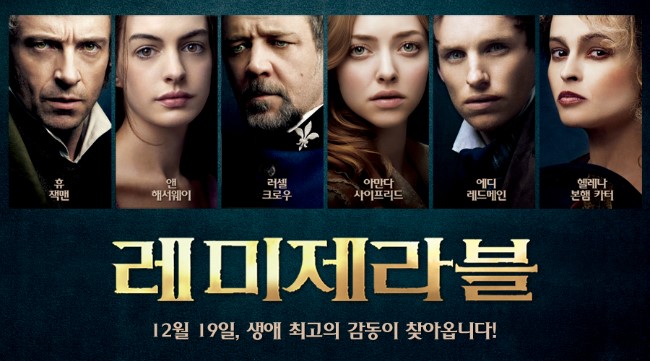 휴
잭맨
앤
해서웨이
러셀
크로우
아만다
사이프리드
에디
레드메인
헬레나
본햄 카터
레미제라블
12월 19일, 생애 최고의 감동이 찾아옵니다!